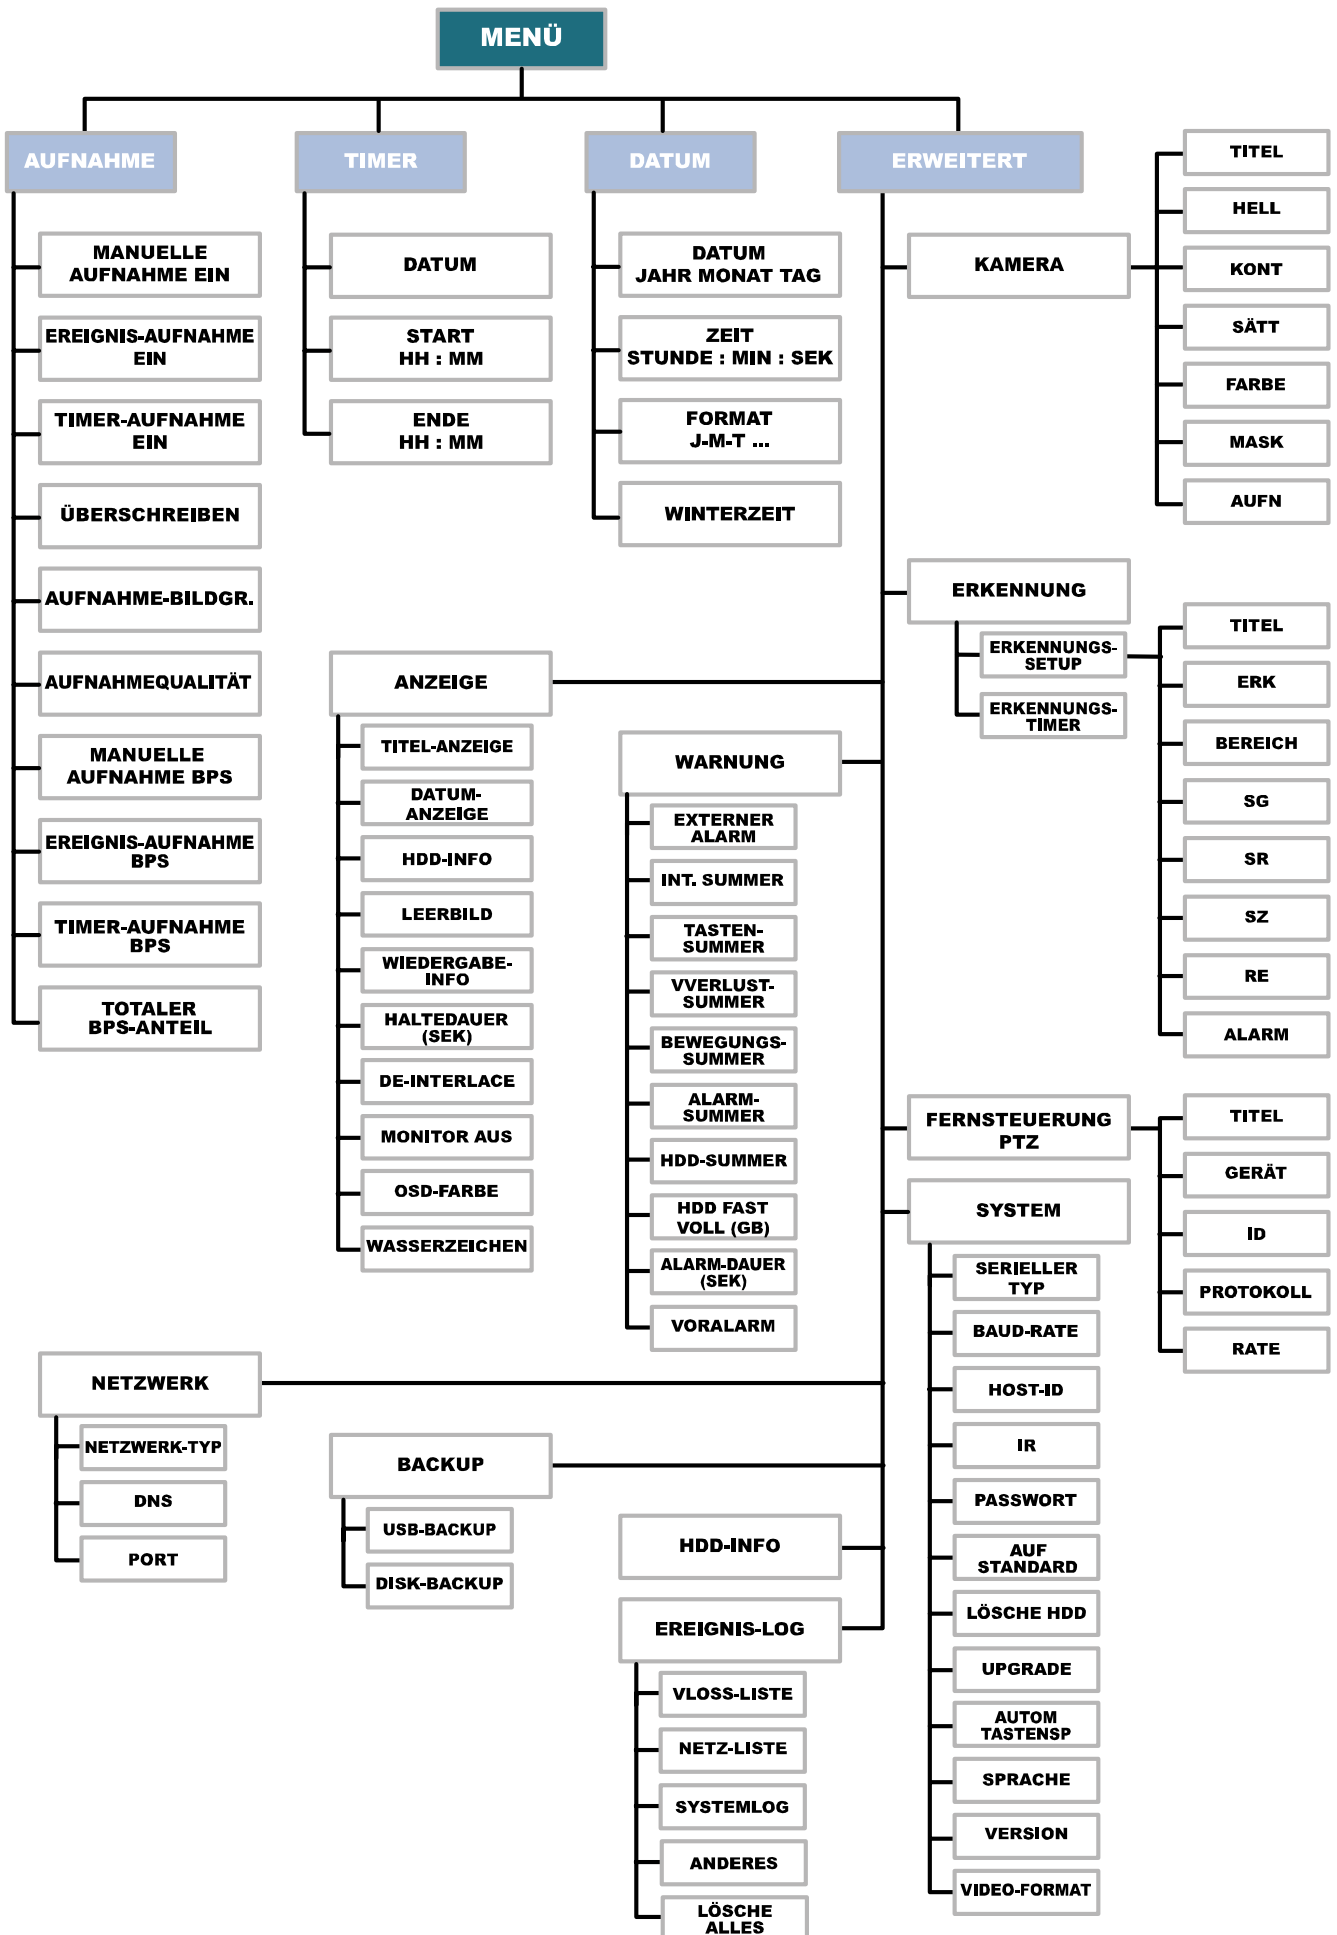 MENÜ
AUFNAHME
MANUELLE
AUFNAHME EIN
EREIGNIS-AUFNAHME
EIN
TIMER-AUFNAHME
EIN
ÜBERSCHREIBEN
AUFNAHME-BILDGR.
AUFNAHMEQUALITÄT
MANUELLE
AUFNAHME BPS
EREIGNIS-AUFNAHME
BPS
TIMER-AUFNAHME
BPS
TOTALER
BPS-ANTEIL
TIMER
DATUM
START
HH : MM
ENDE
HH : MM
DATUM
DATUM
JAHR MONAT TAG
ZEIT
STUNDE : MIN : SEK
FORMAT
J-M-T ...
WINTERZEIT
ERWEITERT
KAMERA
TITEL
HELL
KONT
SÄTT
FARBE
MASK
AUFN
ERKENNUNG
ERKENNUNGS-
SETUP
ERKENNUNGS-
TIMER
TITEL
ERK
BEREICH
SG
SR
SZ
RE
ALARM
ANZEIGE
TITEL-ANZEIGE
DATUM-
ANZEIGE
HDD-INFO
LEERBILD
WIEDERGABE-
INFO
HALTEDAUER
(SEK)
DE-INTERLACE
MONITOR AUS
OSD-FARBE
WASSERZEICHEN
WARNUNG
EXTERNER
ALARM
INT. SUMMER
TASTEN-
SUMMER
VVERLUST-
SUMMER
BEWEGUNGS-
SUMMER
ALARM-
SUMMER
HDD-SUMMER
HDD FAST
VOLL (GB)
ALARM-DAUER
(SEK)
VORALARM
FERNSTEUERUNG
PTZ
TITEL
GERÄT
ID
PROTOKOLL
RATE
SYSTEM
SERIELLER
TYP
BAUD-RATE
HOST-ID
IR
PASSWORT
AUF
STANDARD
LÖSCHE HDD
UPGRADE
AUTOM
TASTENSP
SPRACHE
VERSION
VIDEO-FORMAT
NETZWERK
NETZWERK-TYP
DNS
PORT
BACKUP
USB-BACKUP
DISK-BACKUP
HDD-INFO
EREIGNIS-LOG
VLOSS-LISTE
NETZ-LISTE
SYSTEMLOG
ANDERES
LÖSCHE
ALLES